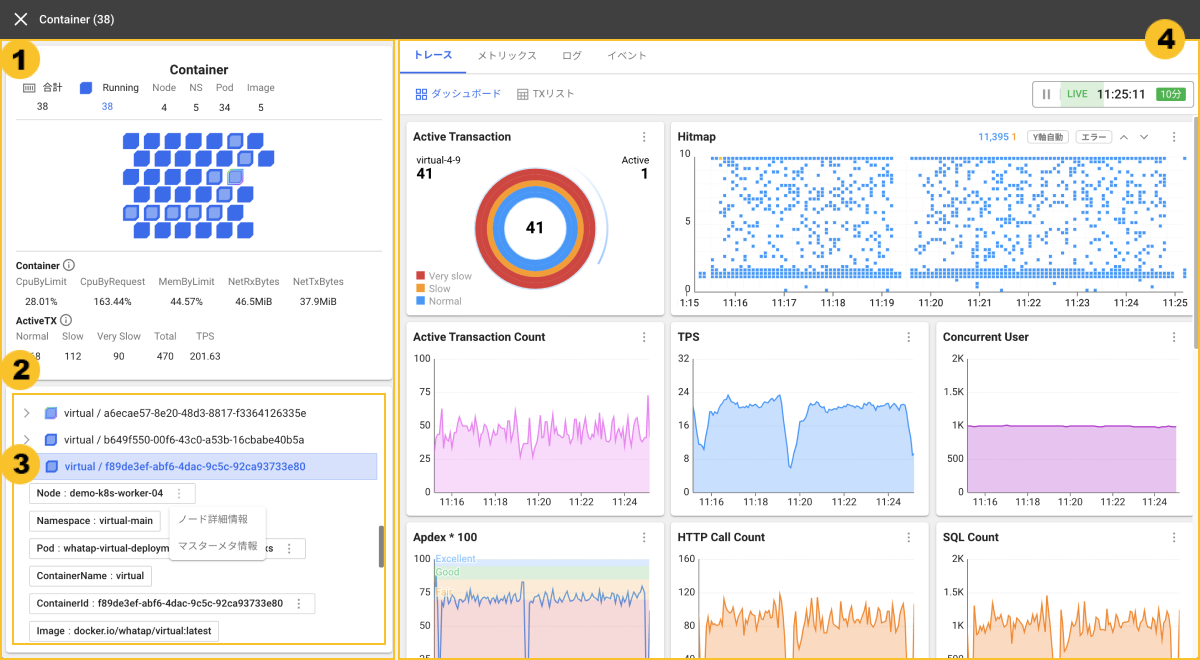 Container (38)
1
Container
合計 Running Node NS Pod Image
38 38 4 5 34 5
Container
CpuByLimit CpuByRequest MemByLimit NetRxBytes NetTxBytes
28.01% 163.44% 44.57% 46.5MiB 37.9MiB
ActiveTX
Normal Slow Very Slow Total TPS
112 90 470 201.63
2
virtual / a6ecae57-8e20-48d3-8817-f3364126335e
virtual / b649f550-00f6-43c0-a53b-16cbabe40b5a
3
virtual / f89de3ef-abf6-4dac-9c5c-92ca93733e80
Node : demo-k8s-worker-04
Namespace : virtual-main
ノード詳細情報
マスターメタ情報
Pod : whatap-virtual-deploym
ContainerName : virtual
ContainerId : f89de3ef-abf6-4dac-9c5c-92ca93733e80
Image : docker.io/whatap/virtual:latest
4
トレース メトリックス ログ イベント
ダッシュボード TXリスト
LIVE 11:25:11 10分
Active Transaction
virtual-4-9 Active
41 1
41
Very slow
Slow
Normal
Hitmap 11,395 1 Y軸自動 エラー
10
5
0
1:15 11:16 11:17 11:18 11:19 11:20 11:21 11:22 11:23 11:24 11:25
Active Transaction Count
100
75
50
25
0
11:16 11:18 11:20 11:22 11:24
TPS
32
24
16
8
0
11:16 11:18 11:20 11:22 11:24
Concurrent User
2K
1.5K
1K
500
0
11:16 11:18 11:20 11:22 11:24
Apdex * 100
100 Excellent
Good
75 Fair
50
25
HTTP Call Count
160
120
80
40
SQL Count
2K
1.5K
1K
500